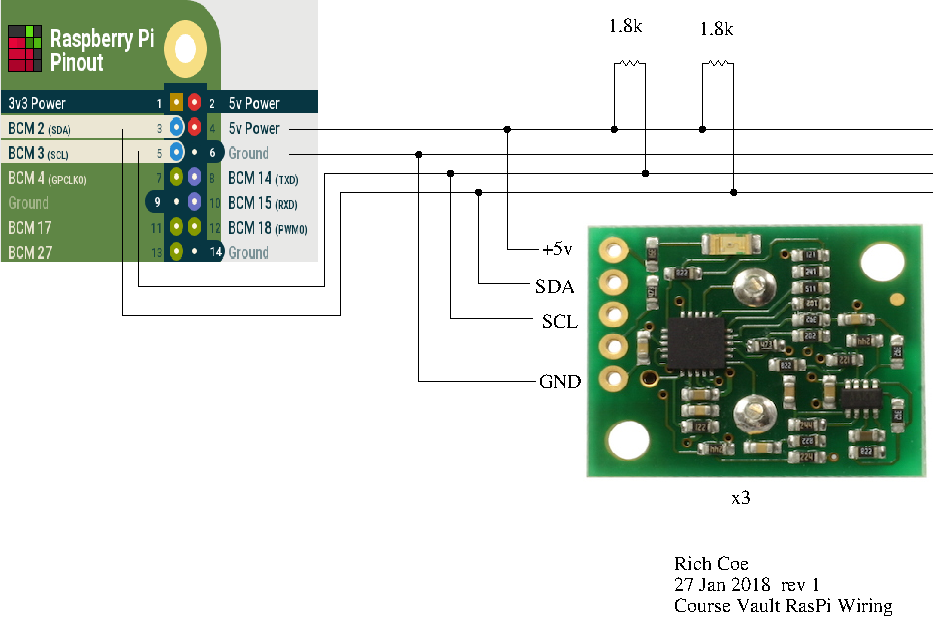 Raspberry Pi
Pinout
1.8k
1.8k
3v3 Power 1 2 5v Power
BCM 2 (SDA) 3 4 5v Power
BCM 3 (SCL) 5 6 Ground
BCM 4 (GPCLK0) 7 8 BCM 14 (TXD)
Ground 9 10 BCM 15 (RXD)
BCM 17 11 12 BCM 18 (PWM0)
BCM 27 13 14 Ground
+5v
SDA
SCL
GND
x3
Rich Coe
27 Jan 2018 rev 1
Course Vault RasPi Wiring